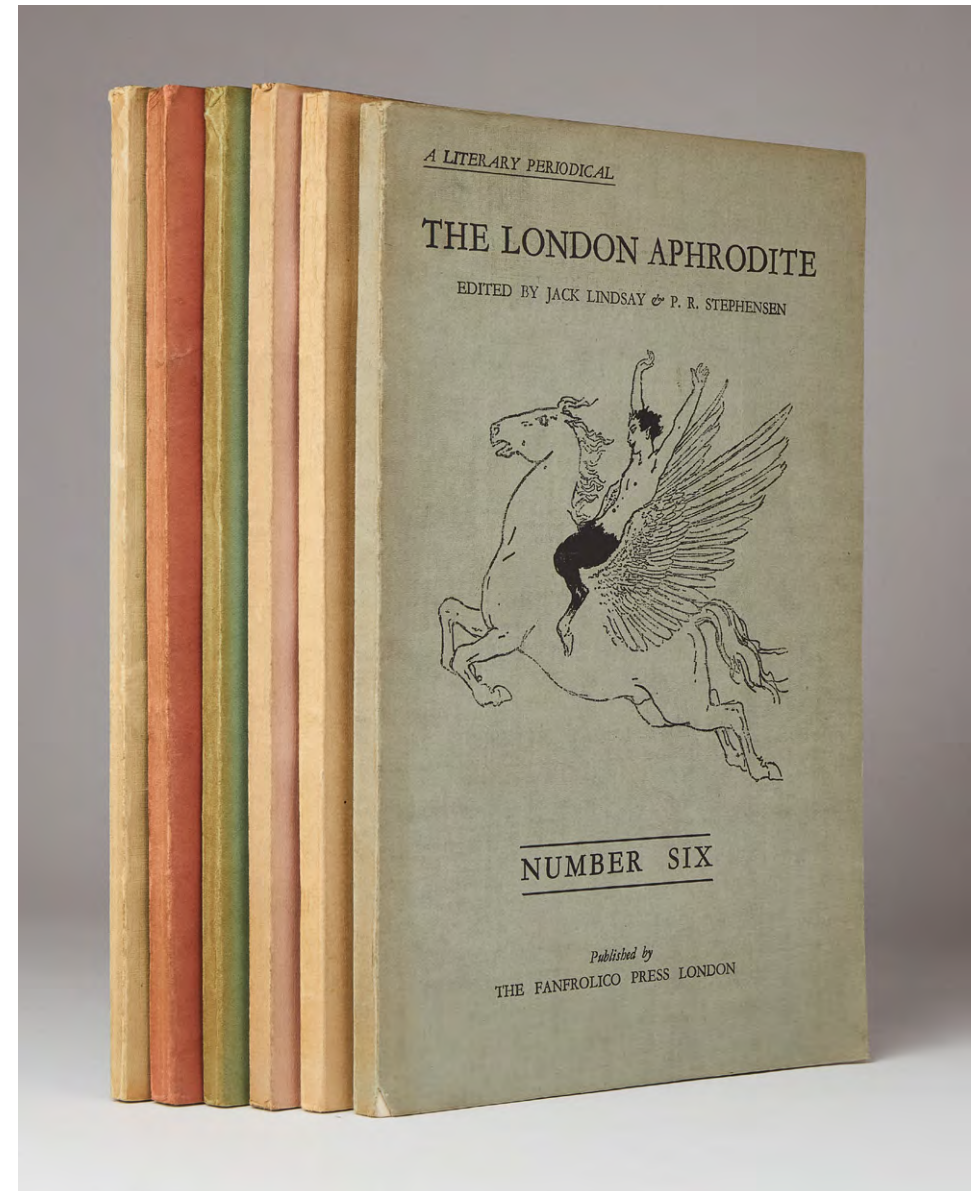 A LITERARY PERIODICAL
THE LONDON APHRODITE
EDITED BY JACK LINDSAY & P. R. STEPHENSEN
NUMBER SIX
Published by
THE FANFROLICO PRESS LONDON